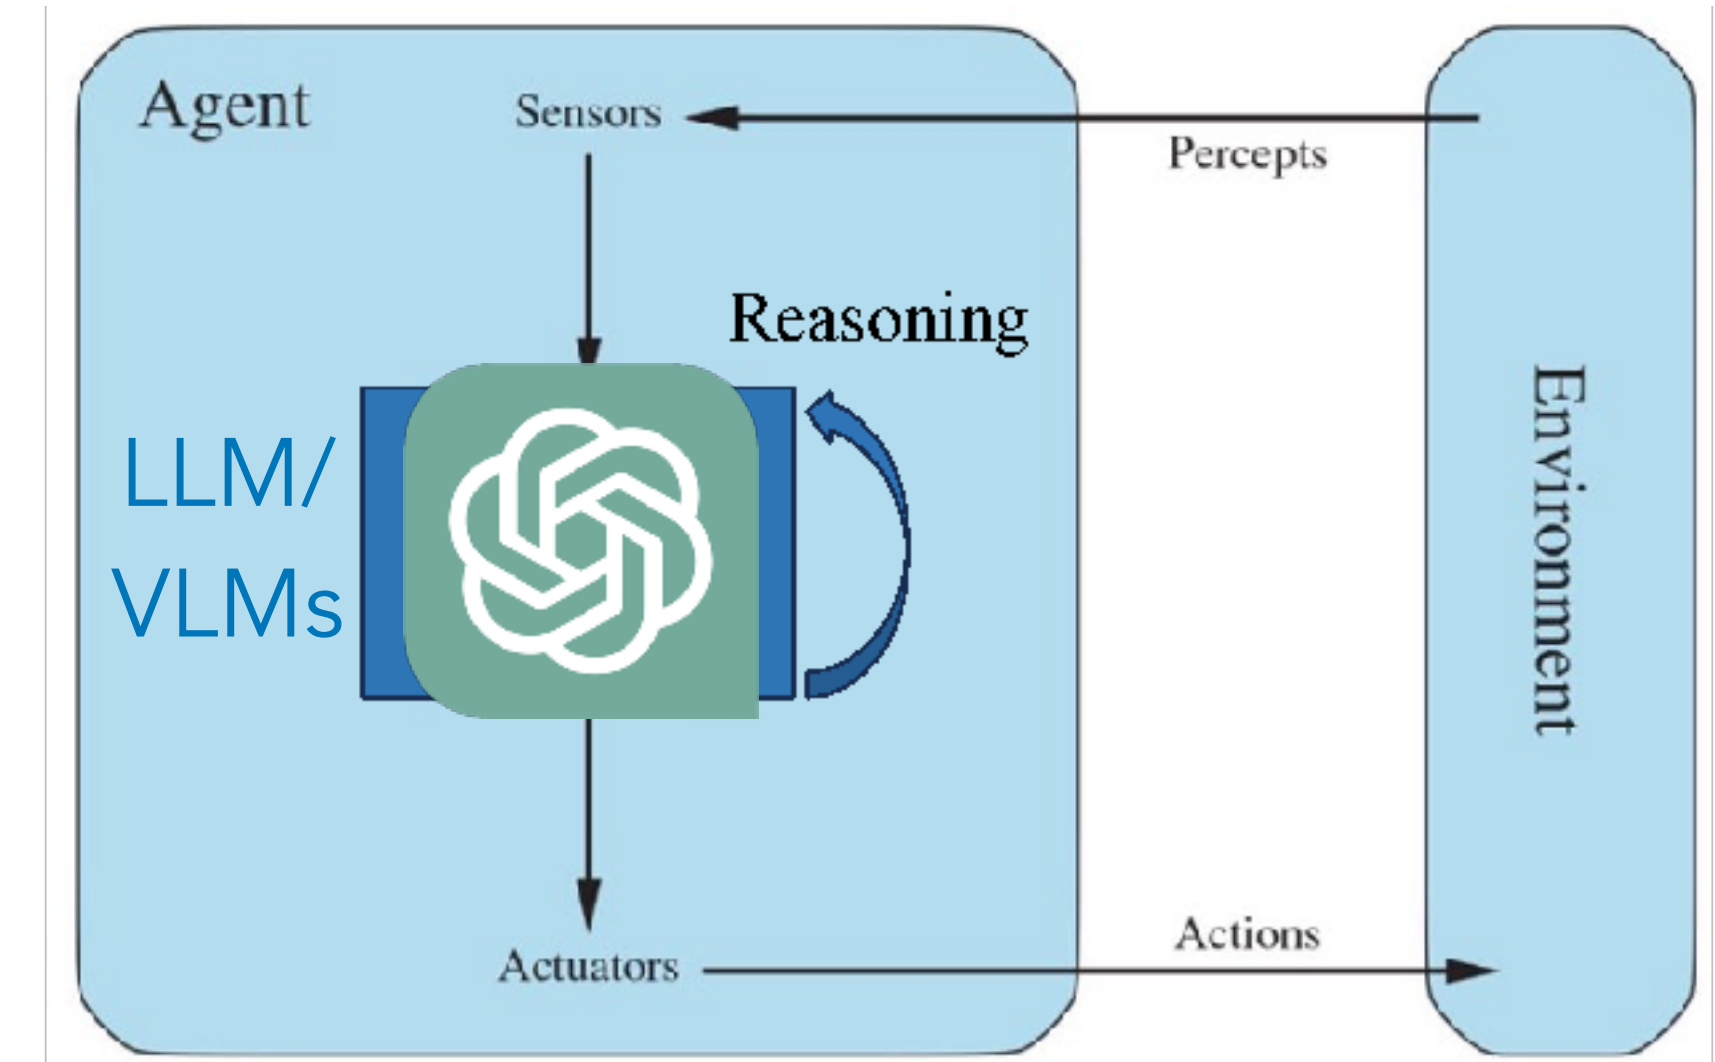 Agent
Sensors
Percepts
Reasoning
LLM/
VLMs
Environment
Actions
Actuators